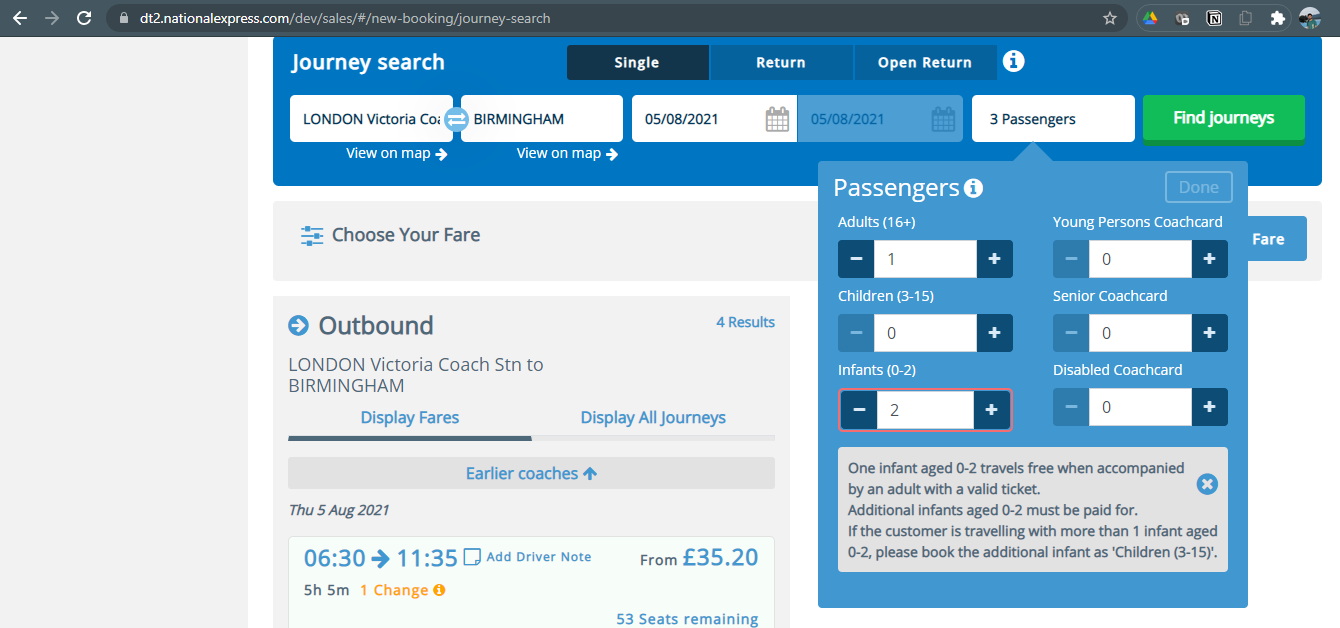 dt2.nationalexpress.com/dev/sales/#/new-booking/journey-search
Journey search
Single
Return
Open Return
LONDON Victoria Coa
BIRMINGHAM
05/08/2021
05/08/2021
3 Passengers
Find journeys
View on map
View on map
Passengers
Done
Adults (16+)
Young Persons Coachcard
1
0
Children (3-15)
Senior Coachcard
0
0
Infants (0-2)
Disabled Coachcard
2
0
One infant aged 0-2 travels free when accompanied
by an adult with a valid ticket.
Additional infants aged 0-2 must be paid for.
If the customer is travelling with more than 1 infant aged
0-2, please book the additional infant as 'Children (3-15)'.
Choose Your Fare
Fare
Outbound
4 Results
LONDON Victoria Coach Stn to
BIRMINGHAM
Display Fares
Display All Journeys
Earlier coaches
Thu 5 Aug 2021
06:30 → 11:35 Add Driver Note
From £35.20
5h 5m 1 Change
53 Seats remaining